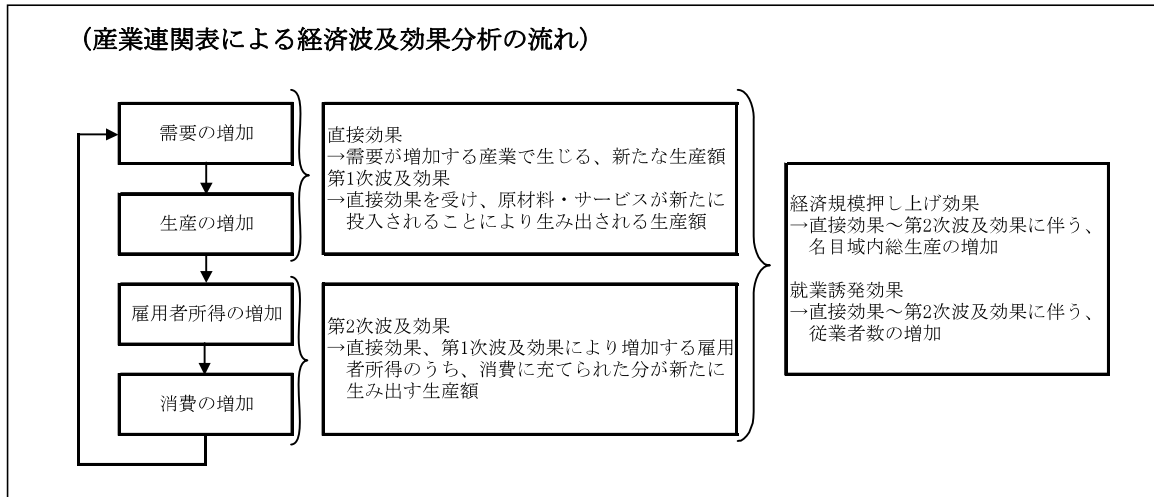 （産業連関表による経済波及効果分析の流れ）
需要の増加
生産の増加
雇用者所得の増加
消費の増加
直接効果
→需要が増加する産業で生じる、新たな生産額
第1次波及効果
→直接効果を受け、原材料・サービスが新たに
投入されることにより生み出される生産額
第2次波及効果
→直接効果、第1次波及効果により増加する雇用
者所得のうち、消費に充てられた分が新たに
生み出す生産額
経済規模押し上げ効果
→直接効果～第2次波及効果に伴う、
名目域内総生産の増加
就業誘発効果
→直接効果～第2次波及効果に伴う、
従業者数の増加